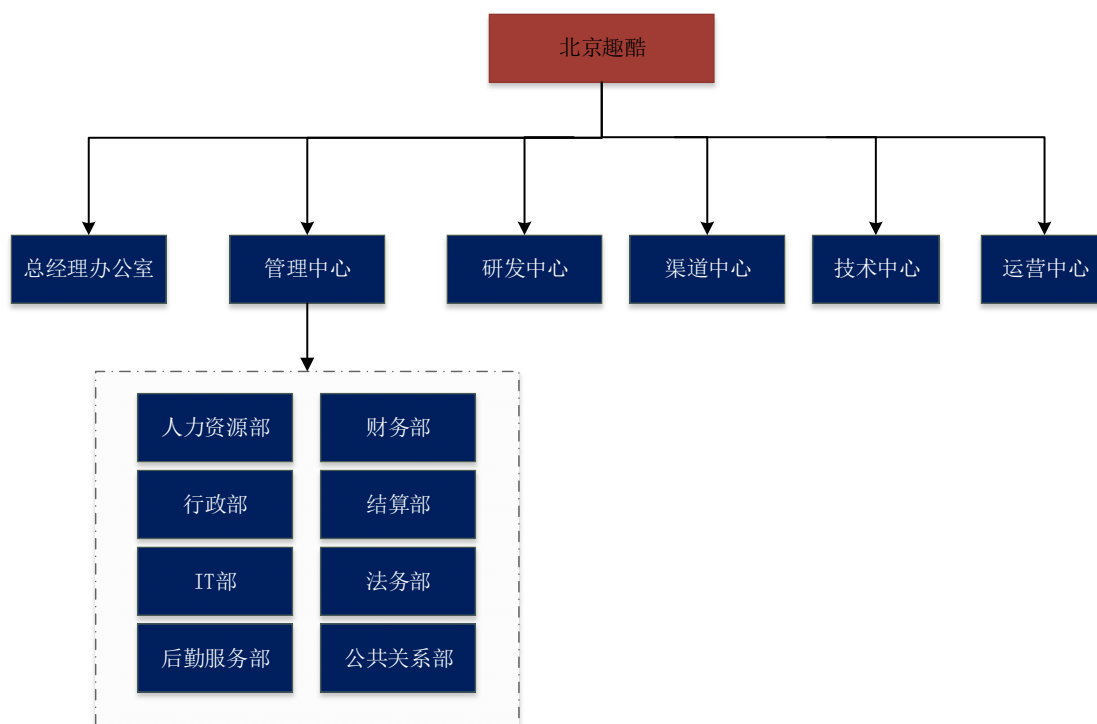 北京趣酷
总经理办公室
管理中心
研发中心
渠道中心
技术中心
运营中心
人力资源部
财务部
行政部
结算部
IT部
法务部
后勤服务部
公共关系部